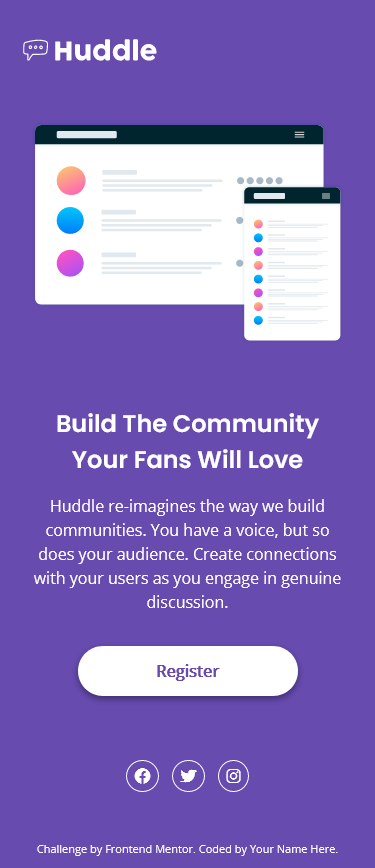 Huddle
Build The Community
Your Fans Will Love
Huddle re-imagines the way we build
communities. You have a voice, but so
does your audience. Create connections
with your users as you engage in genuine
discussion.
Register
Challenge by Frontend Mentor. Coded by Your Name Here.